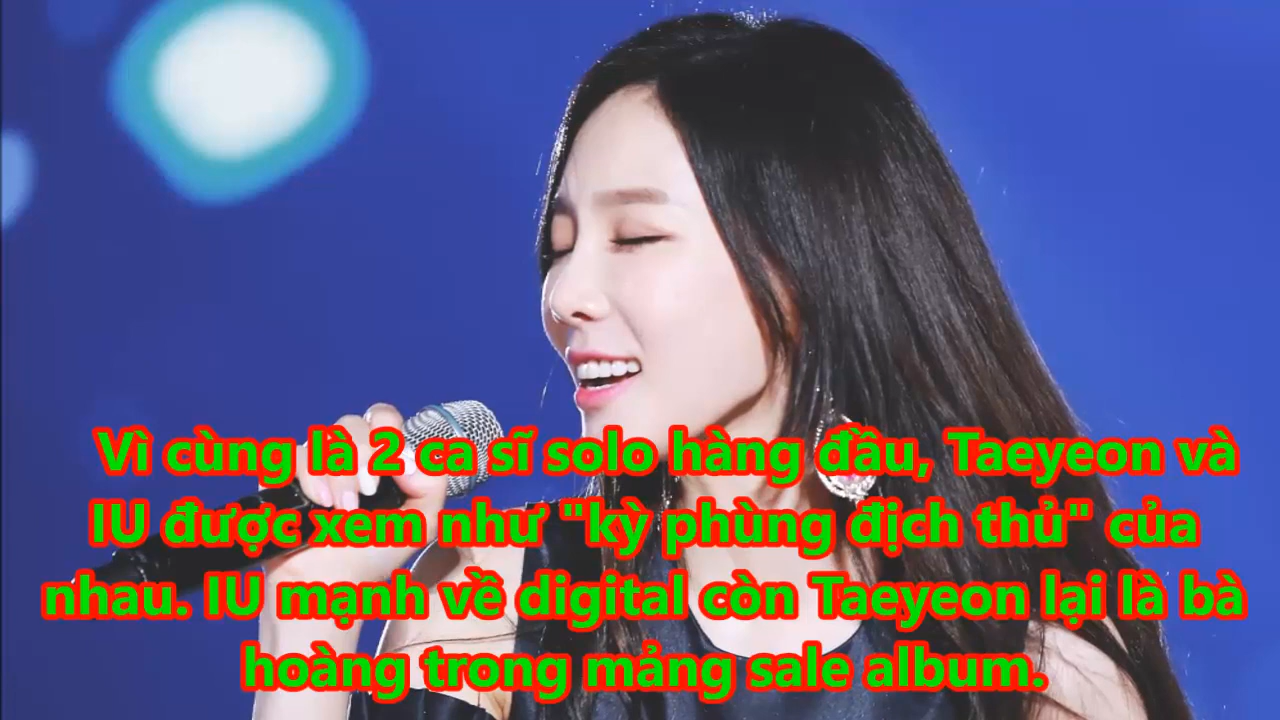 Vì cùng là 2 ca sĩ solo hàng đầu, Taeyeon và
IU được xem như "kỳ phùng địch thủ" của
nhau. IU mạnh về digital còn Taeyeon lại là bà
hoàng trong mảng sale album.